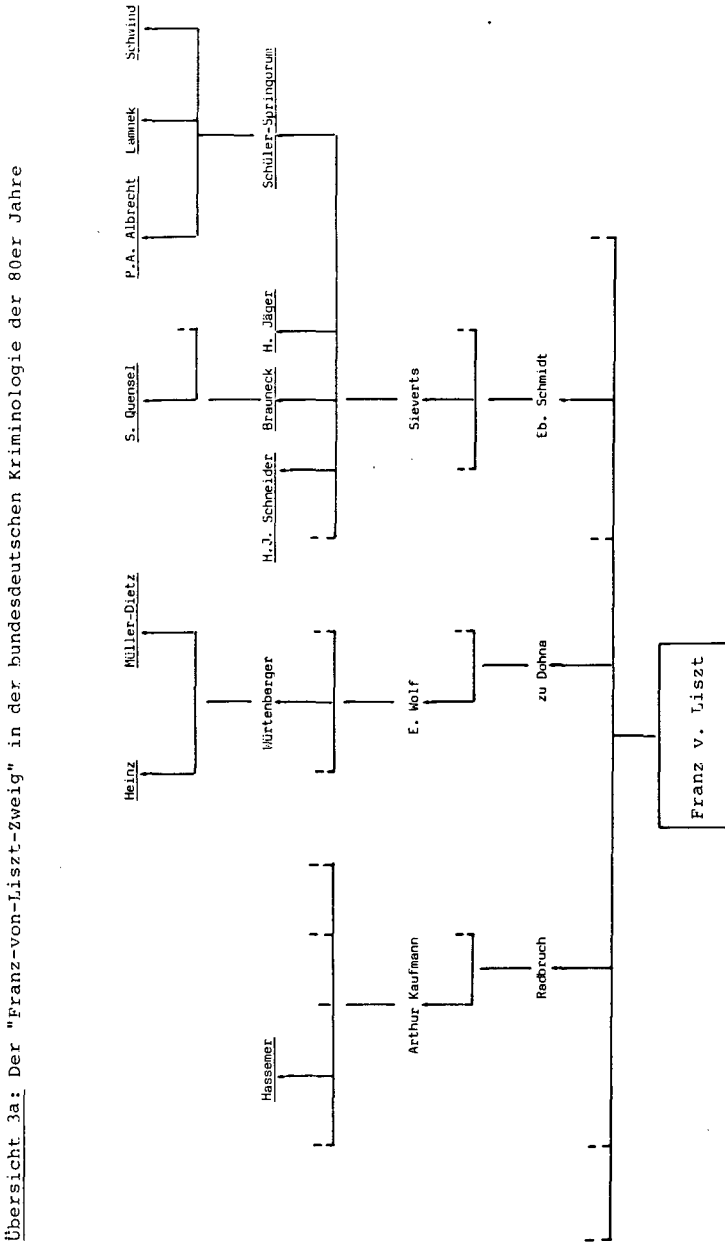 Übersicht 3a: Der "Franz-von-Liszt-Zweig" in der bundesdeutschen Kriminologie der 80er Jahre
Heinz
Müller-Dietz
S. Quensel
P.A. Albrecht
Lamnek
Schwind
Hassemer
Würtenberger
H.J. Schneider
Brauneck
H. Jäger
Schüler-Springorum
Arthur Kaufmann
E. Wolf
Sieverts
Radbruch
zu Dohna
Eb. Schmidt
Franz v. Liszt